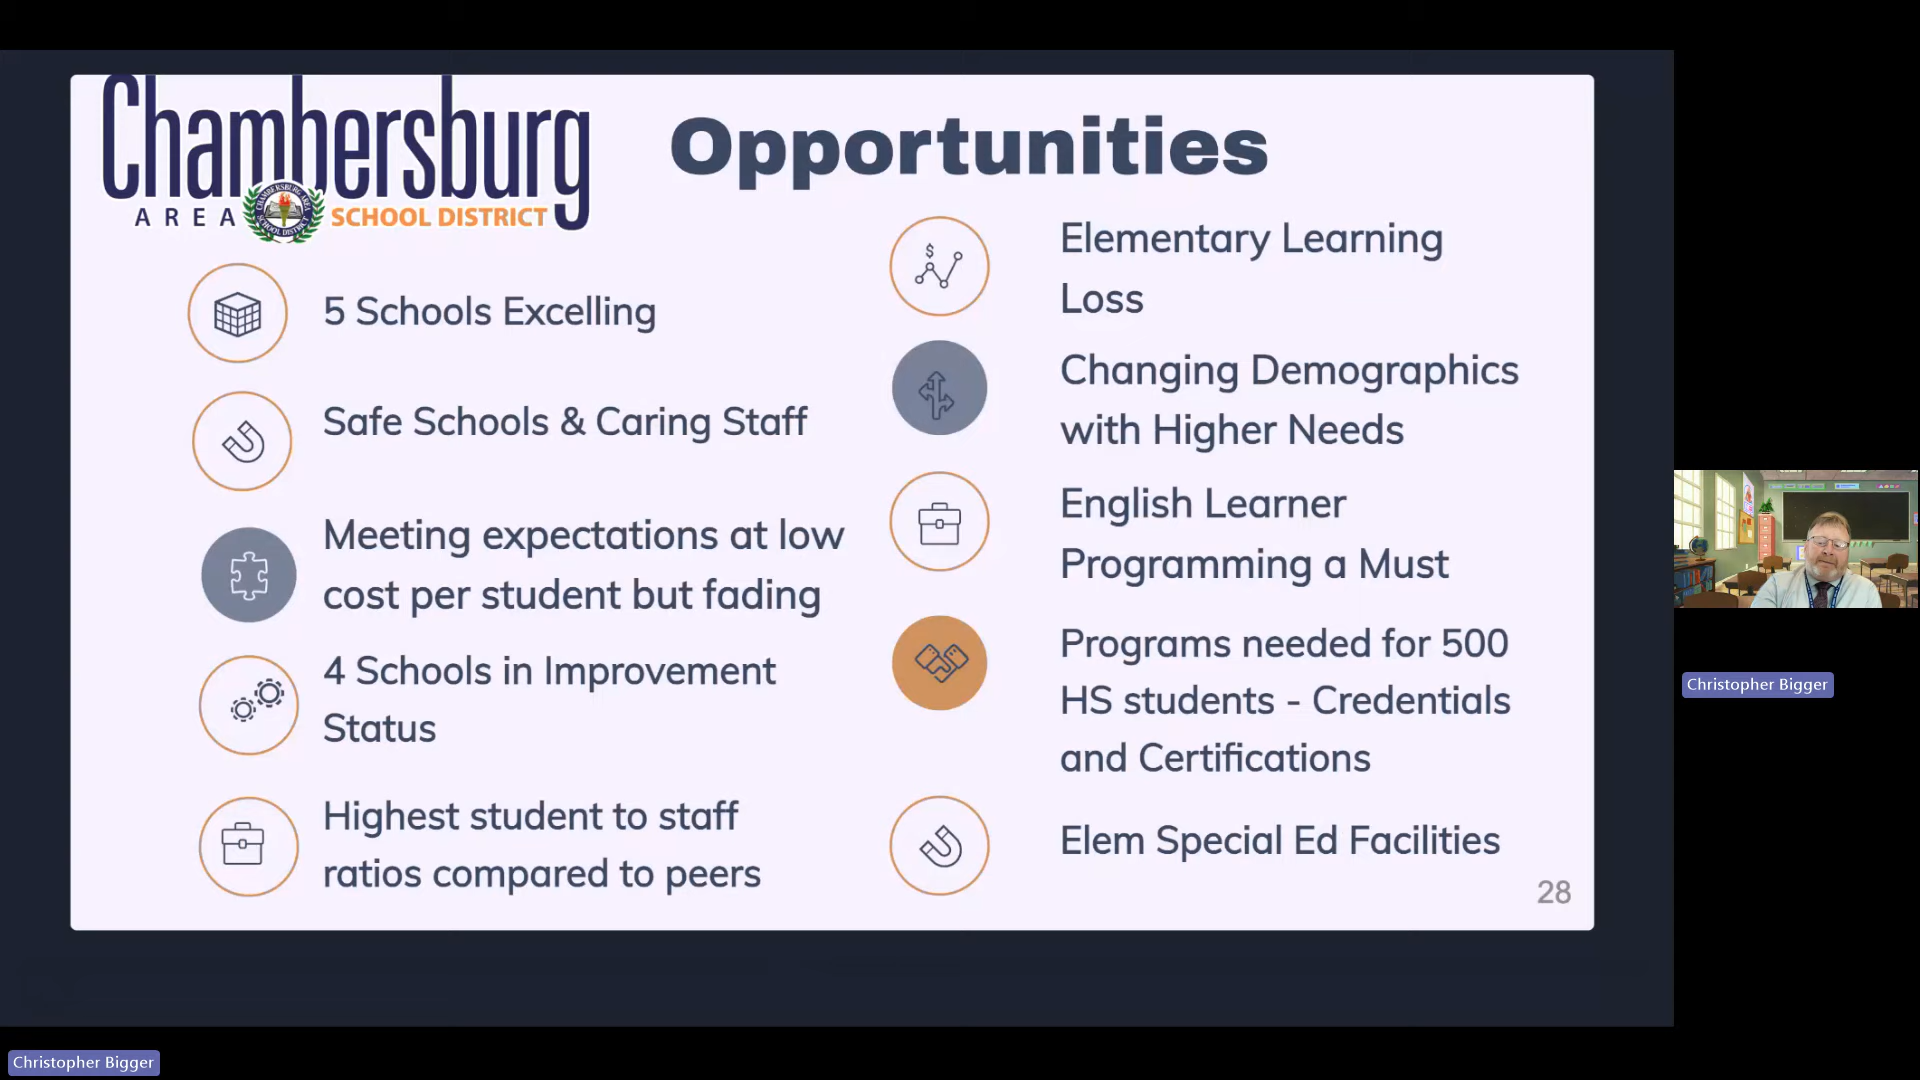 Chambersburg
AREA SCHOOL DISTRICT
Opportunities
5 Schools Excelling
Safe Schools & Caring Staff
Meeting expectations at low
cost per student but fading
4 Schools in Improvement
Status
Highest student to staff
ratios compared to peers
$
Elementary Learning
Loss
Changing Demographics
with Higher Needs
English Learner
Programming a Must
Programs needed for 500
HS students - Credentials
and Certifications
Elem Special Ed Facilities
28
Christopher Bigger
Christopher Bigger